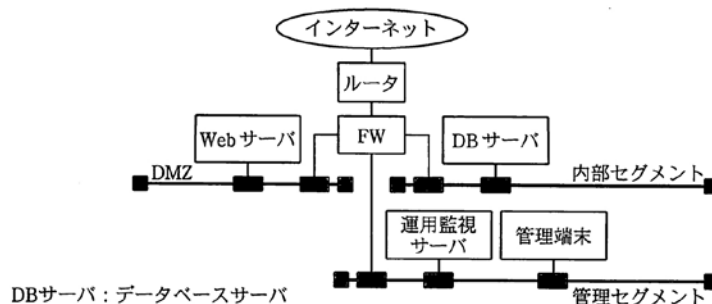 インターネット
ルータ
FW
Webサーバ
DBサーバ
DMZ
内部セグメント
運用監視
サーバ
管理端末
DBサーバ：データベースサーバ
管理セグメント